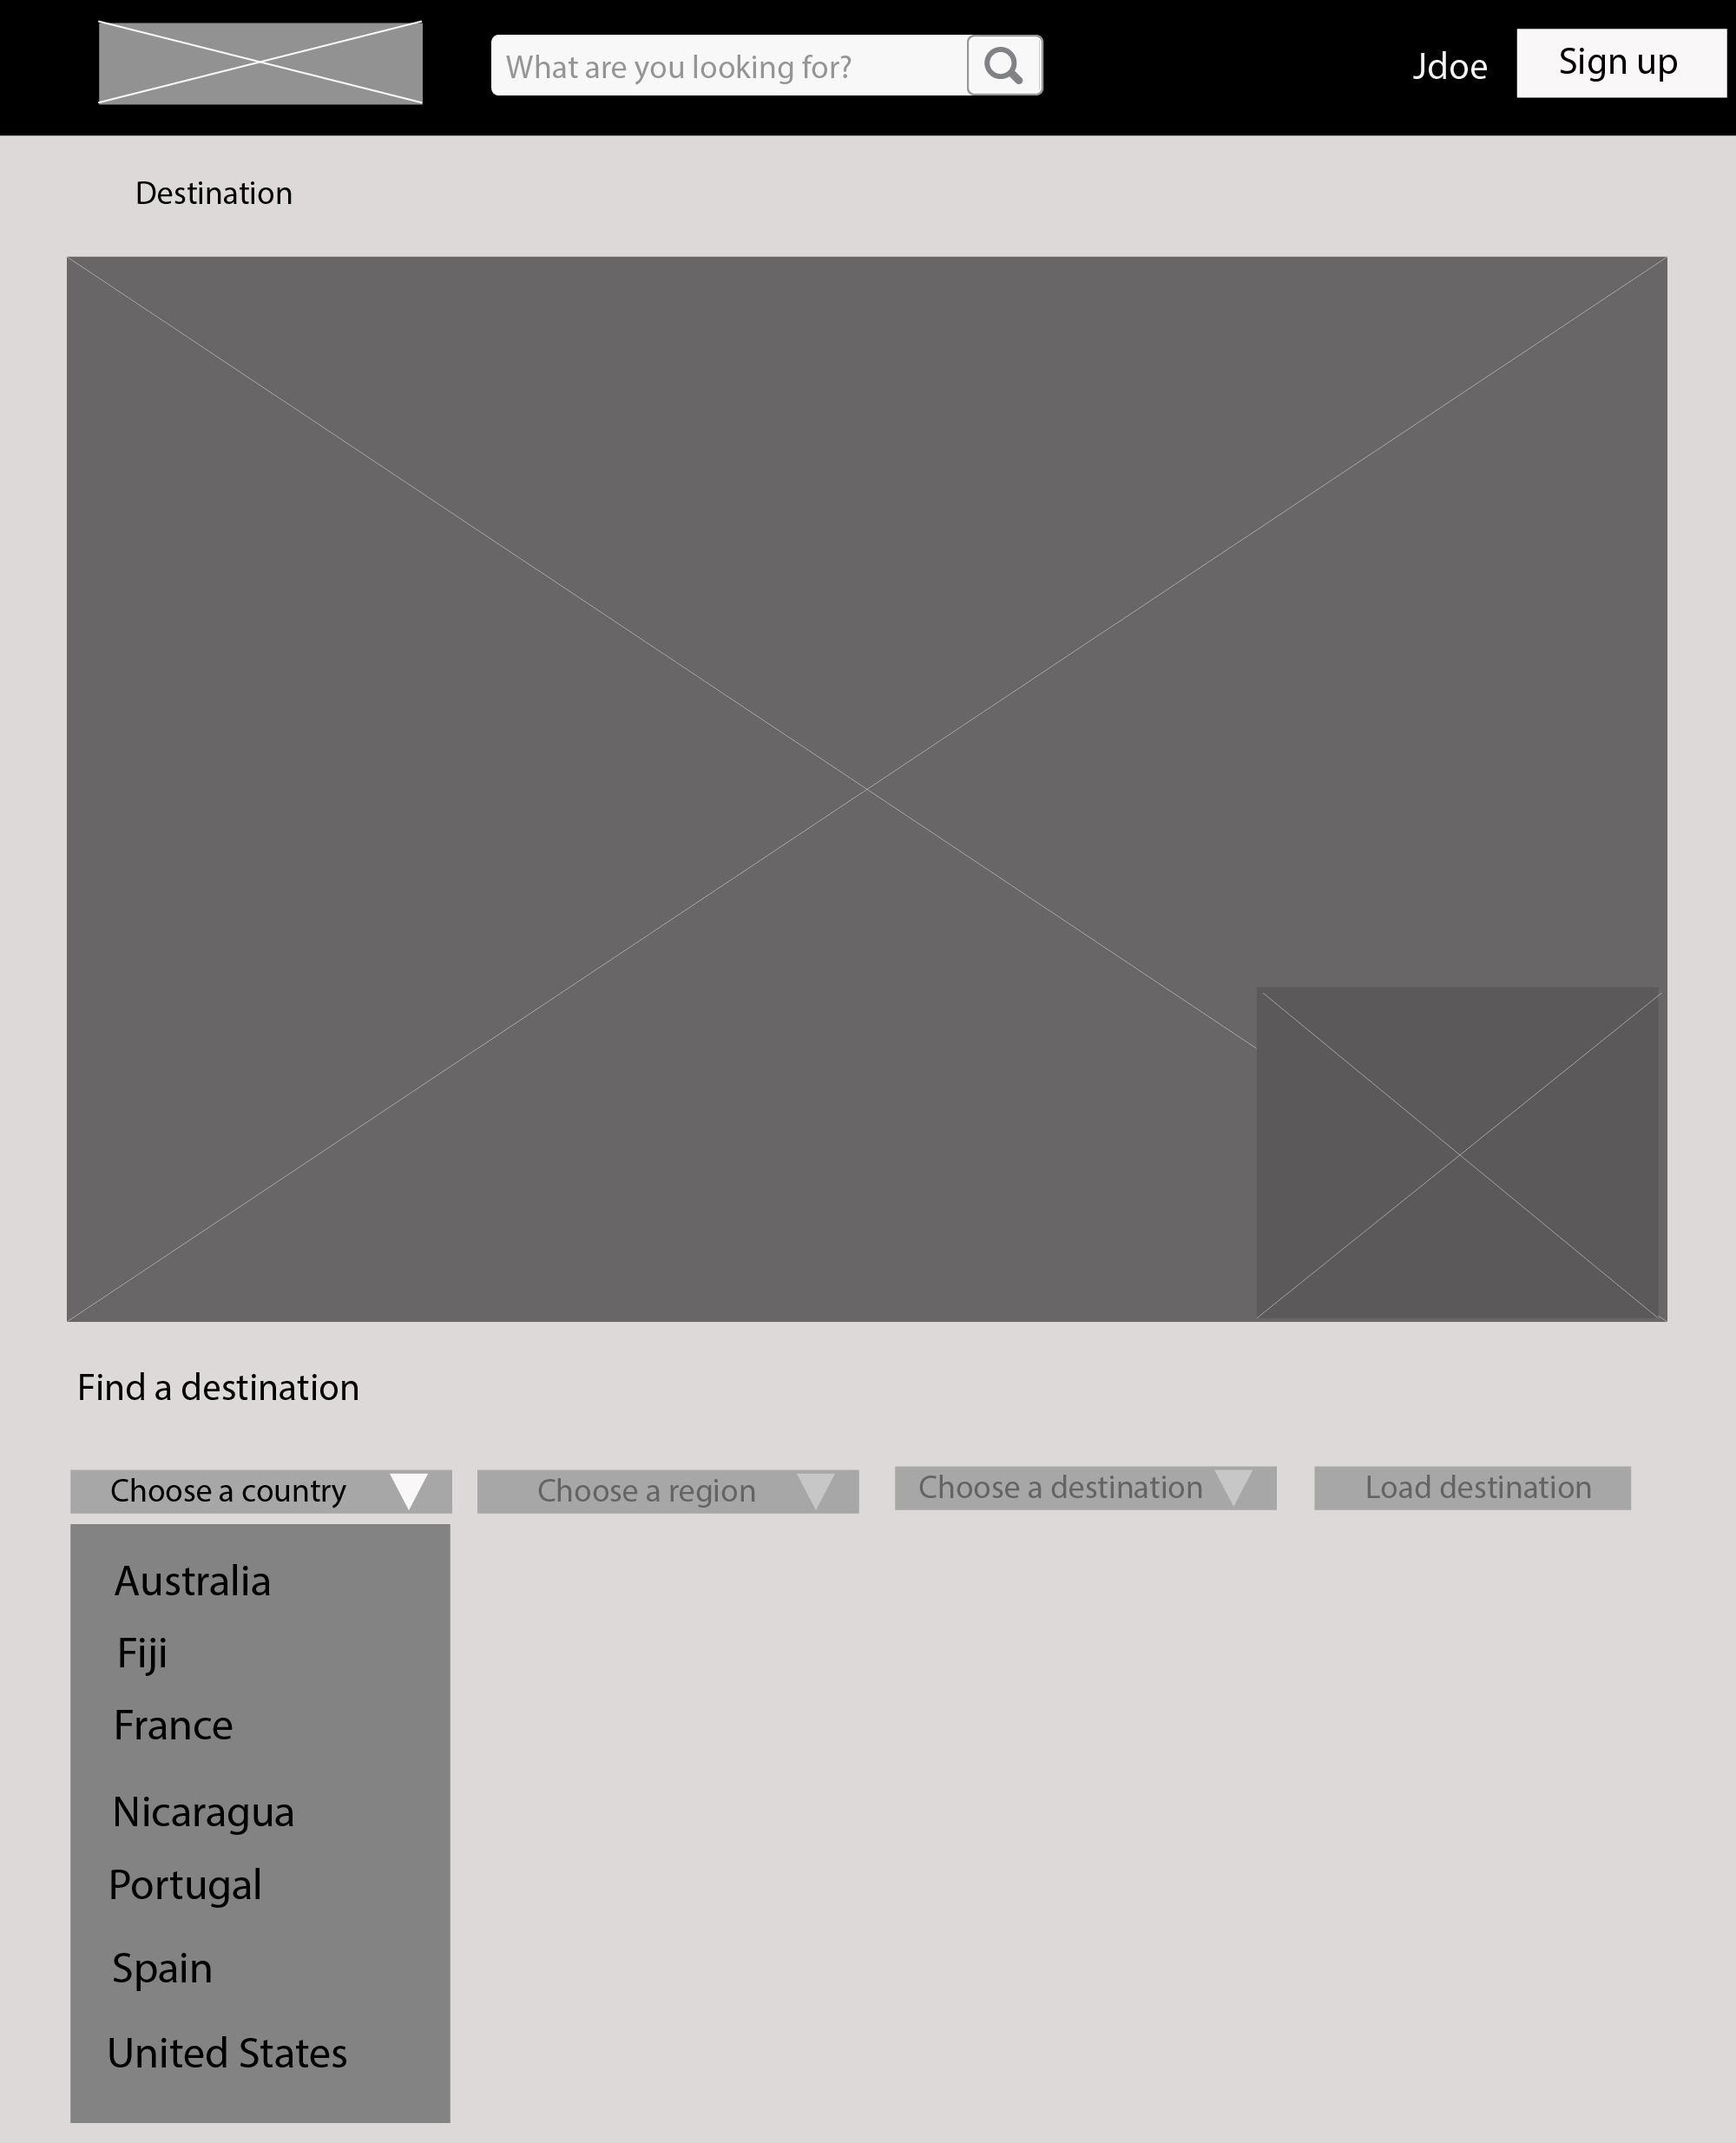 What are you looking for?
Jdoe
Sign up
Destination
Find a destination
Choose a country
Choose a region
Choose a destination
Load destination
Australia
Fiji
France
Nicaragua
Portugal
Spain
United States